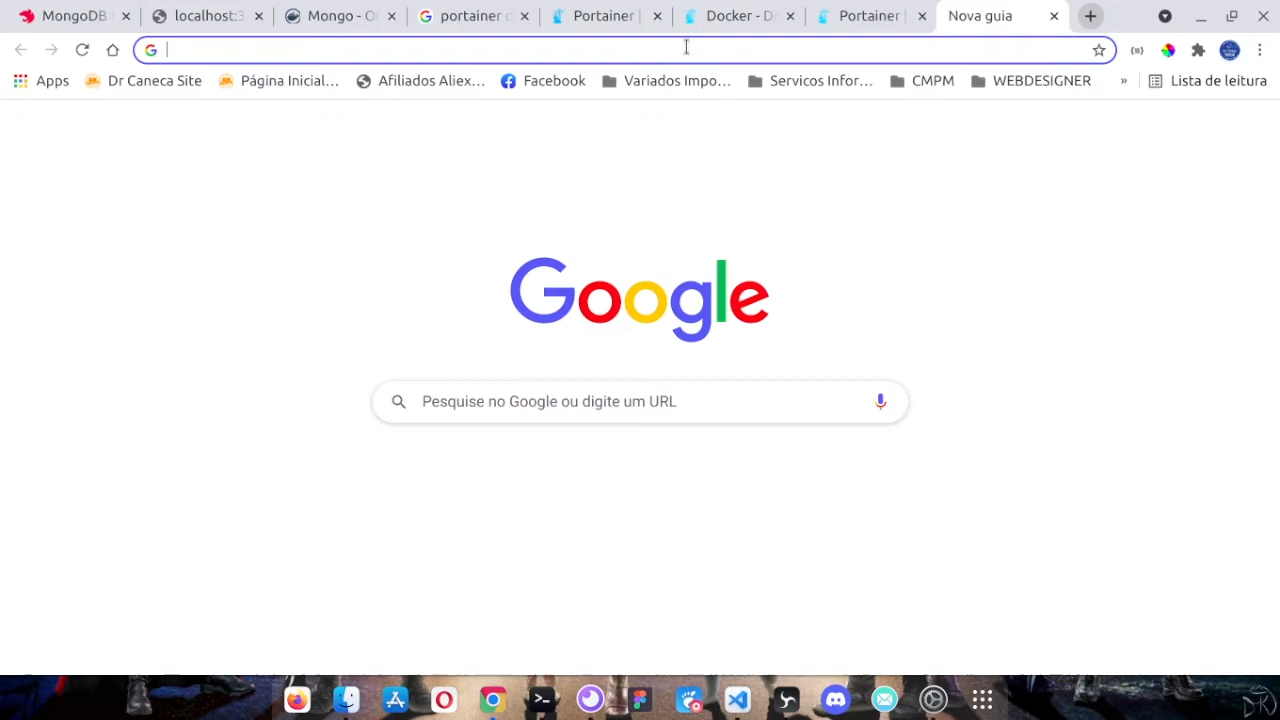 MongoDB
localhost:3
Mongo - O
portainer d
Portainer
Docker - D
Portainer
Nova guia
Apps
Dr Caneca Site
Página Inicial...
Afiliados Aliex...
Facebook
Variados Impo...
Servicos Infor...
CMPM
WEBDESIGNER
»
Lista de leitura
Google
Pesquise no Google ou digite um URL